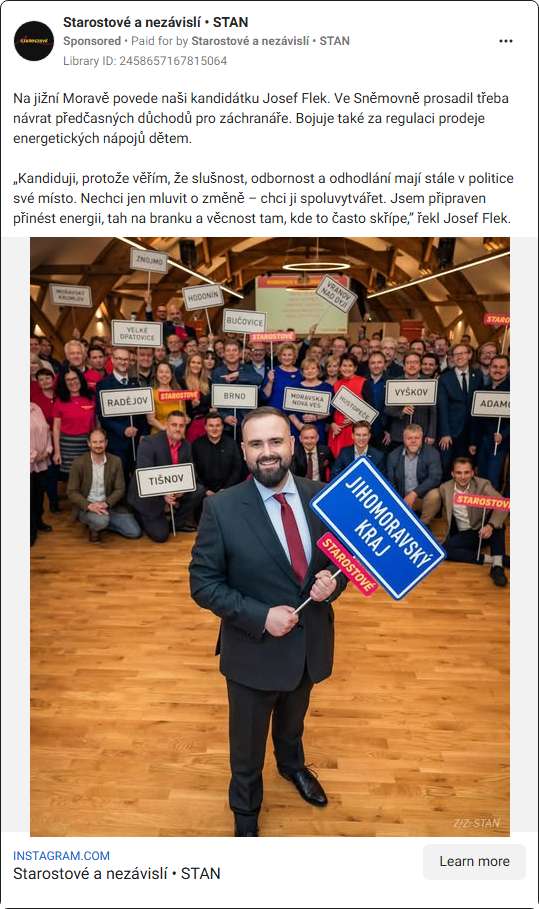 Starostové a nezávislí • STAN
Sponsored • Paid for by Starostové a nezávislí • STAN
Library ID: 2458657167815064
Na jižní Moravě povede naši kandidátku Josef Flek. Ve Sněmovně prosadil třeba
návrat předčasných důchodů pro záchranáře. Bojuje také za regulaci prodeje
energetických nápojů dětem.
„Kandiduji, protože věřím, že slušnost, odbornost a odhodlání mají stále v politice
své místo. Nechci jen mluvit o změně – chci ji spoluvytvářet. Jsem připraven
přinést energii, tah na branku a věcnost tam, kde to často skřípe,” řekl Josef Flek.
ZNOJMO
MORAVSKÝ
KRUMLOV
HODONÍN
VRANOV
NAD DYJÍ
VELKÉ
OPATOVICE
BUČOVICE
STAROSTOVÉ
STAROS
RADĚJOV
STAROSTOVÉ
BRNO
MORAVSKÁ
NOVÁ VES
HUSTOPEČE
VYŠKOV
ADAMO
TIŠNOV
JIHOMORAVSKÝ
KRAJ
STAROSTOVÉ
STAROSTOVÉ
INSTAGRAM.COM
Starostové a nezávislí • STAN
Learn more